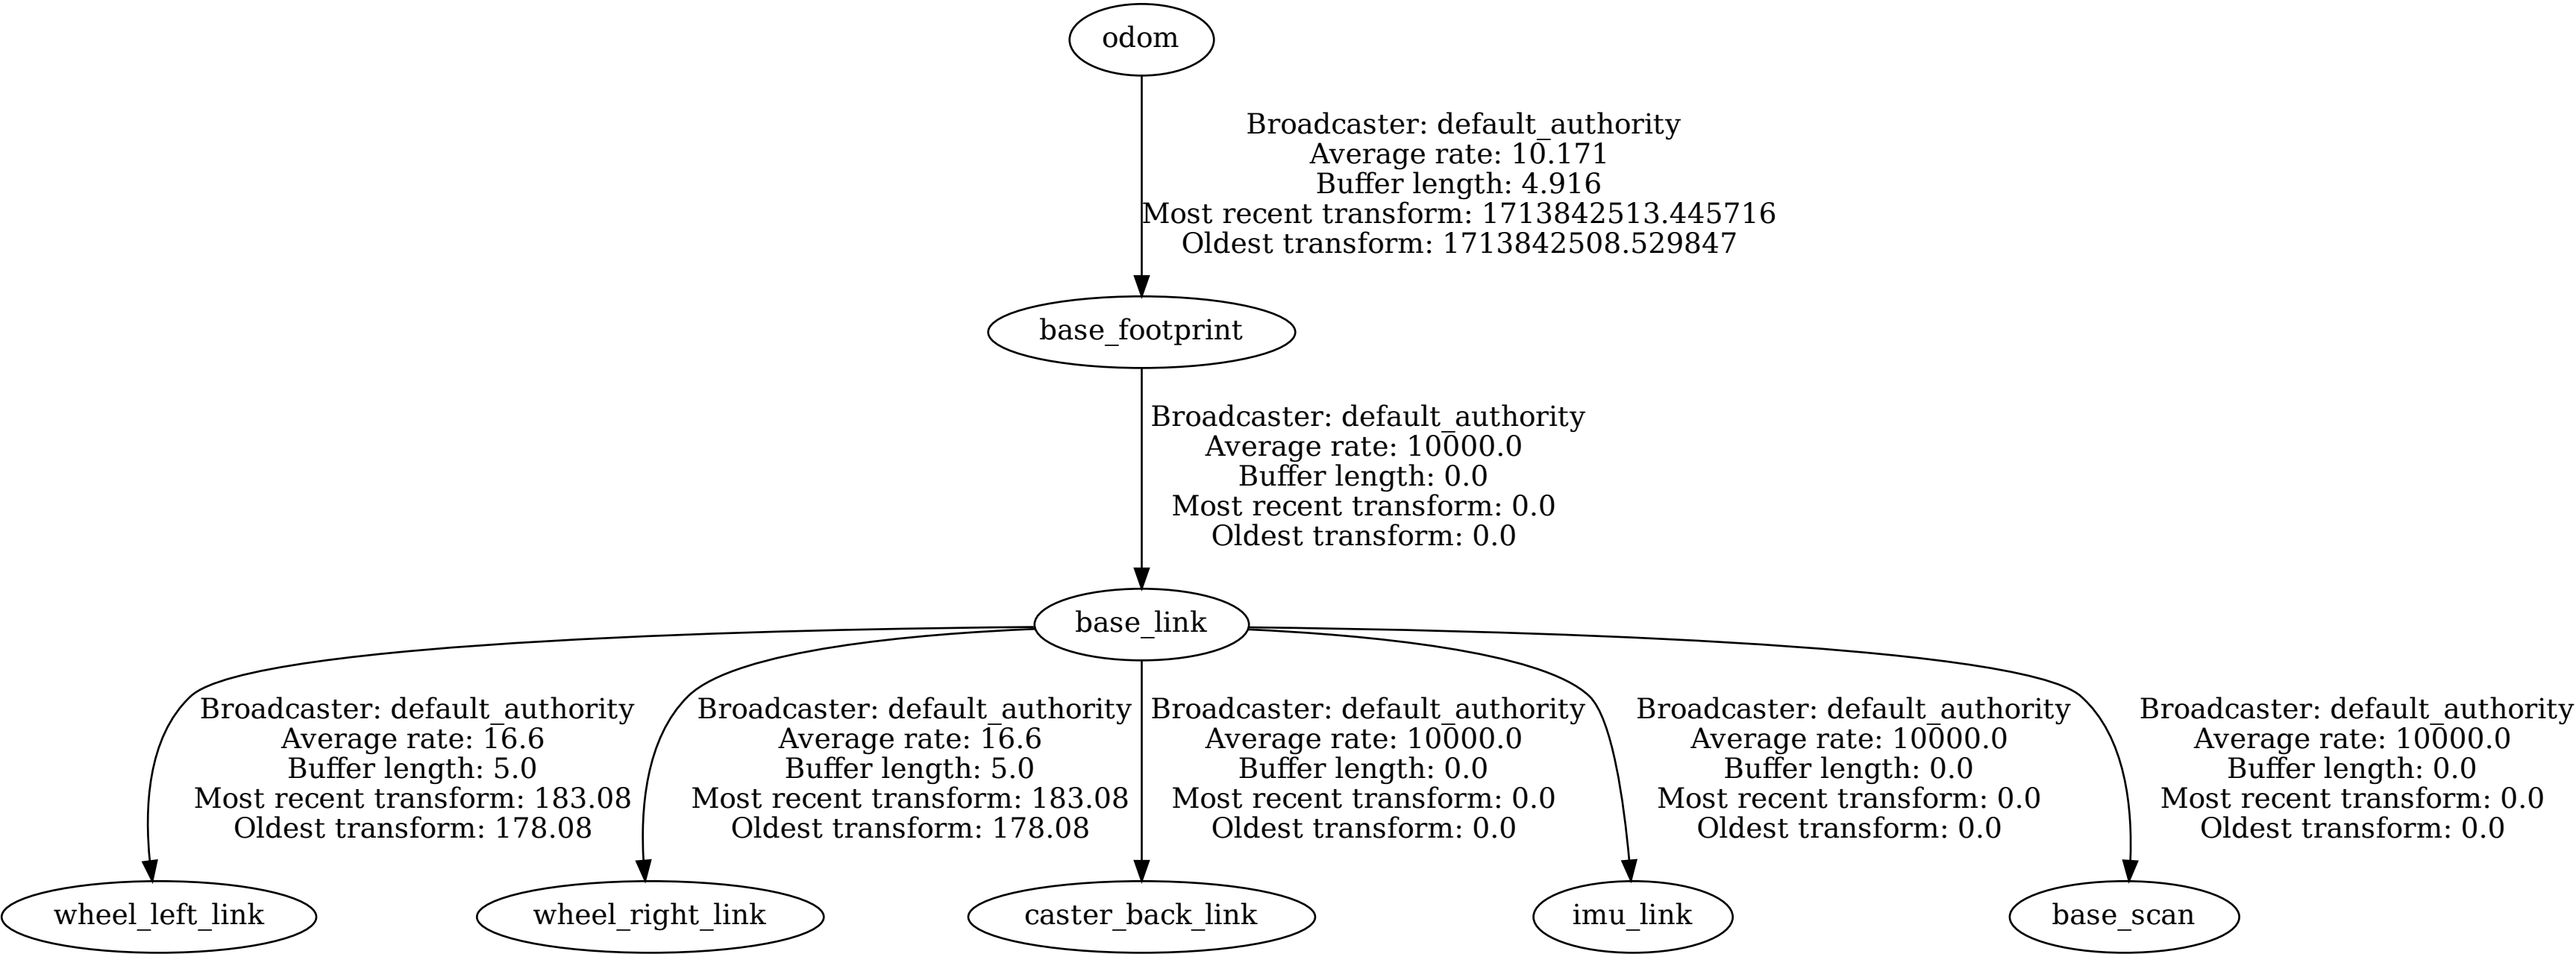 odom
Broadcaster: default_authority
Average rate: 10.171
Buffer length: 4.916
Most recent transform: 1713842513.445716
Oldest transform: 1713842508.529847
base_footprint
Broadcaster: default_authority
Average rate: 10000.0
Buffer length: 0.0
Most recent transform: 0.0
Oldest transform: 0.0
base_link
Broadcaster: default_authority
Average rate: 16.6
Buffer length: 5.0
Most recent transform: 183.08
Oldest transform: 178.08
Broadcaster: default_authority
Average rate: 16.6
Buffer length: 5.0
Most recent transform: 183.08
Oldest transform: 178.08
Broadcaster: default_authority
Average rate: 10000.0
Buffer length: 0.0
Most recent transform: 0.0
Oldest transform: 0.0
Broadcaster: default_authority
Average rate: 10000.0
Buffer length: 0.0
Most recent transform: 0.0
Oldest transform: 0.0
Broadcaster: default_authority
Average rate: 10000.0
Buffer length: 0.0
Most recent transform: 0.0
Oldest transform: 0.0
wheel_left_link
wheel_right_link
caster_back_link
imu_link
base_scan